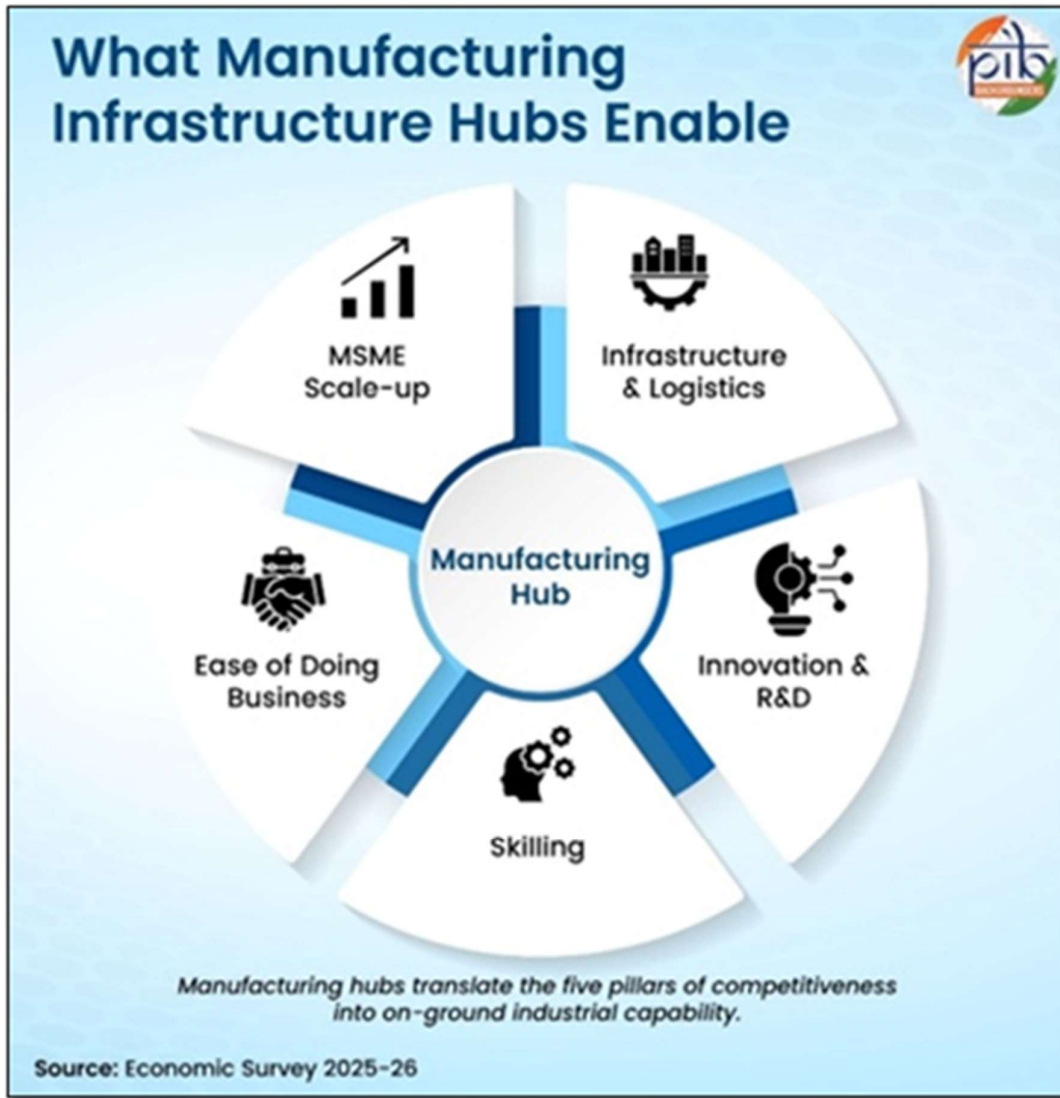 What Manufacturing
Infrastructure Hubs Enable
pib
MSME
Scale-up
Infrastructure
& Logistics
Manufacturing
Hub
Ease of Doing
Business
Innovation &
R&D
Skilling
Manufacturing hubs translate the five pillars of competitiveness
into on-ground industrial capability.
Source: Economic Survey 2025-26